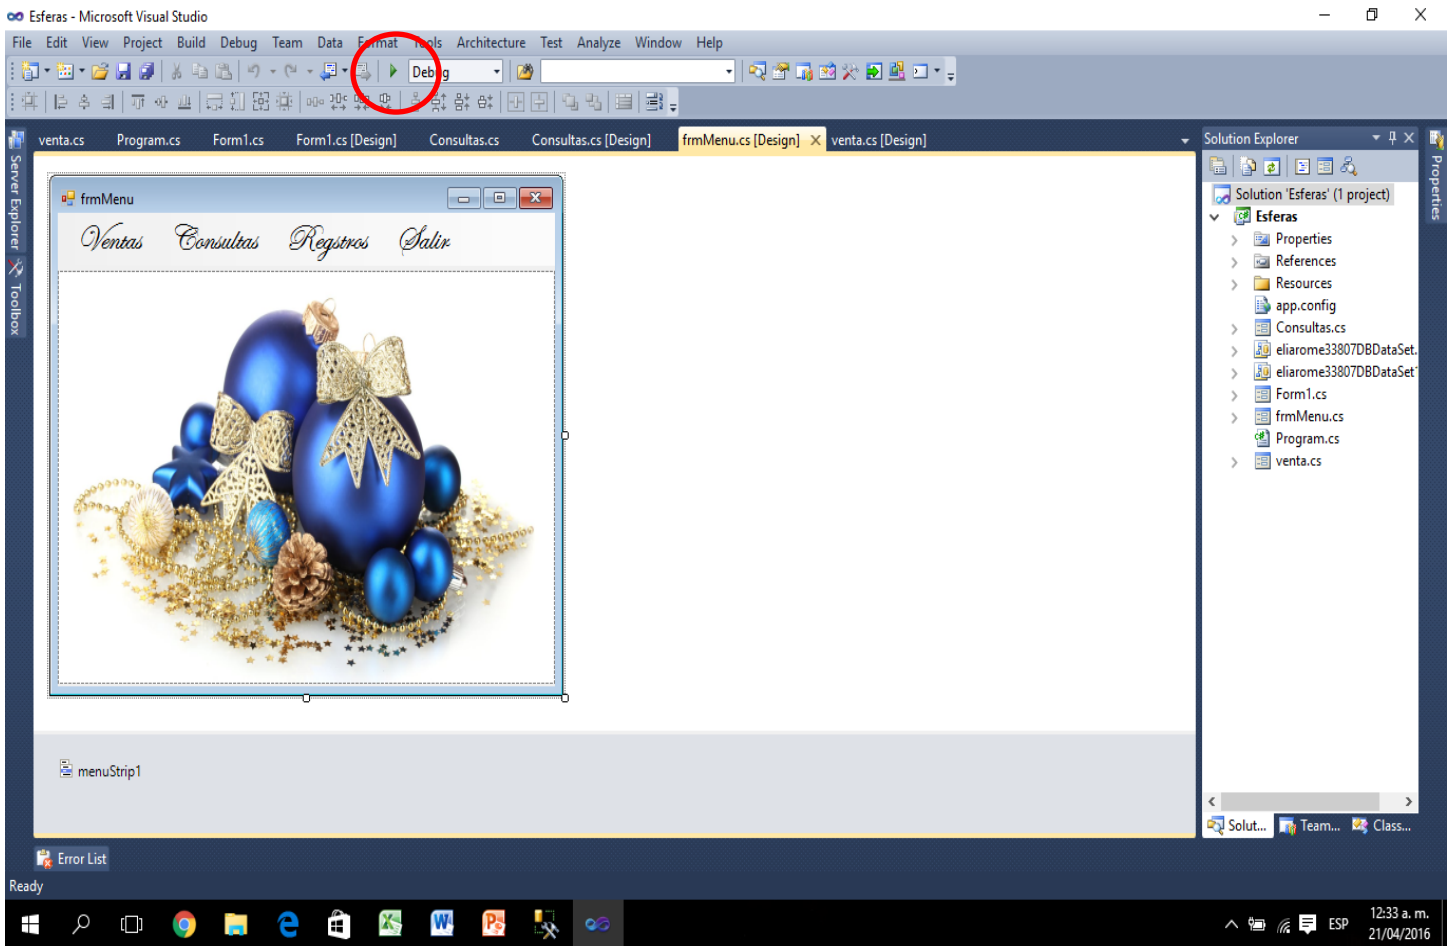 Esferas - Microsoft Visual Studio
File Edit View Project Build Debug Team Data Format Tools Architecture Test Analyze Window Help
Debug
venta.cs Program.cs Form1.cs Form1.cs [Design] Consultas.cs Consultas.cs [Design] frmMenu.cs [Design] venta.cs [Design]
Server Explorer
Toolbox
frmMenu
Ventas Consultas Regstros Salir
menuStrip1
Solution Explorer
Solution 'Esferas' (1 project)
Esferas
Properties
References
Resources
app.config
Consultas.cs
eliarome33807DBDataSet.
eliarome33807DBDataSet1
Form1.cs
frmMenu.cs
Program.cs
venta.cs
Solut... Team... Class...
Properties
Error List
Ready
ESP
12:33 a. m.
21/04/2016